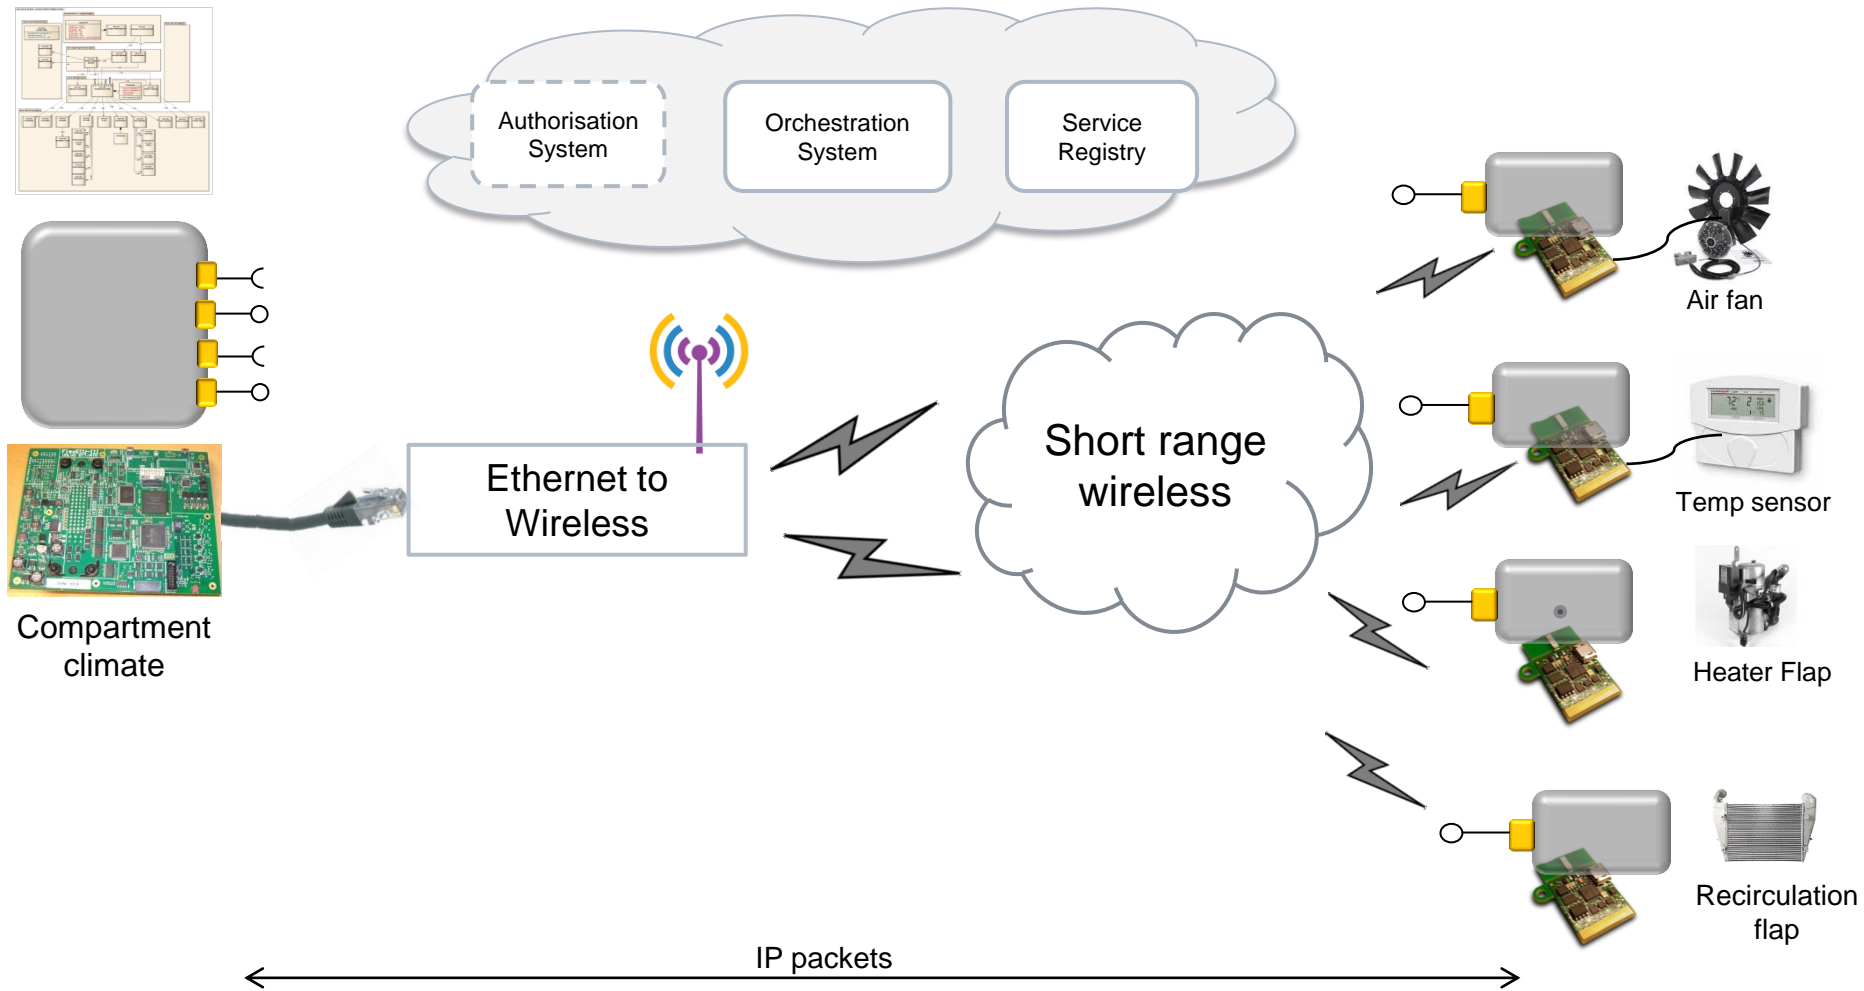 Authorisation
System
Orchestration
System
Service
Registry
Air fan
Ethernet to
Wireless
Short range
wireless
Temp sensor
Compartment
climate
Heater Flap
Recirculation
flap
IP packets